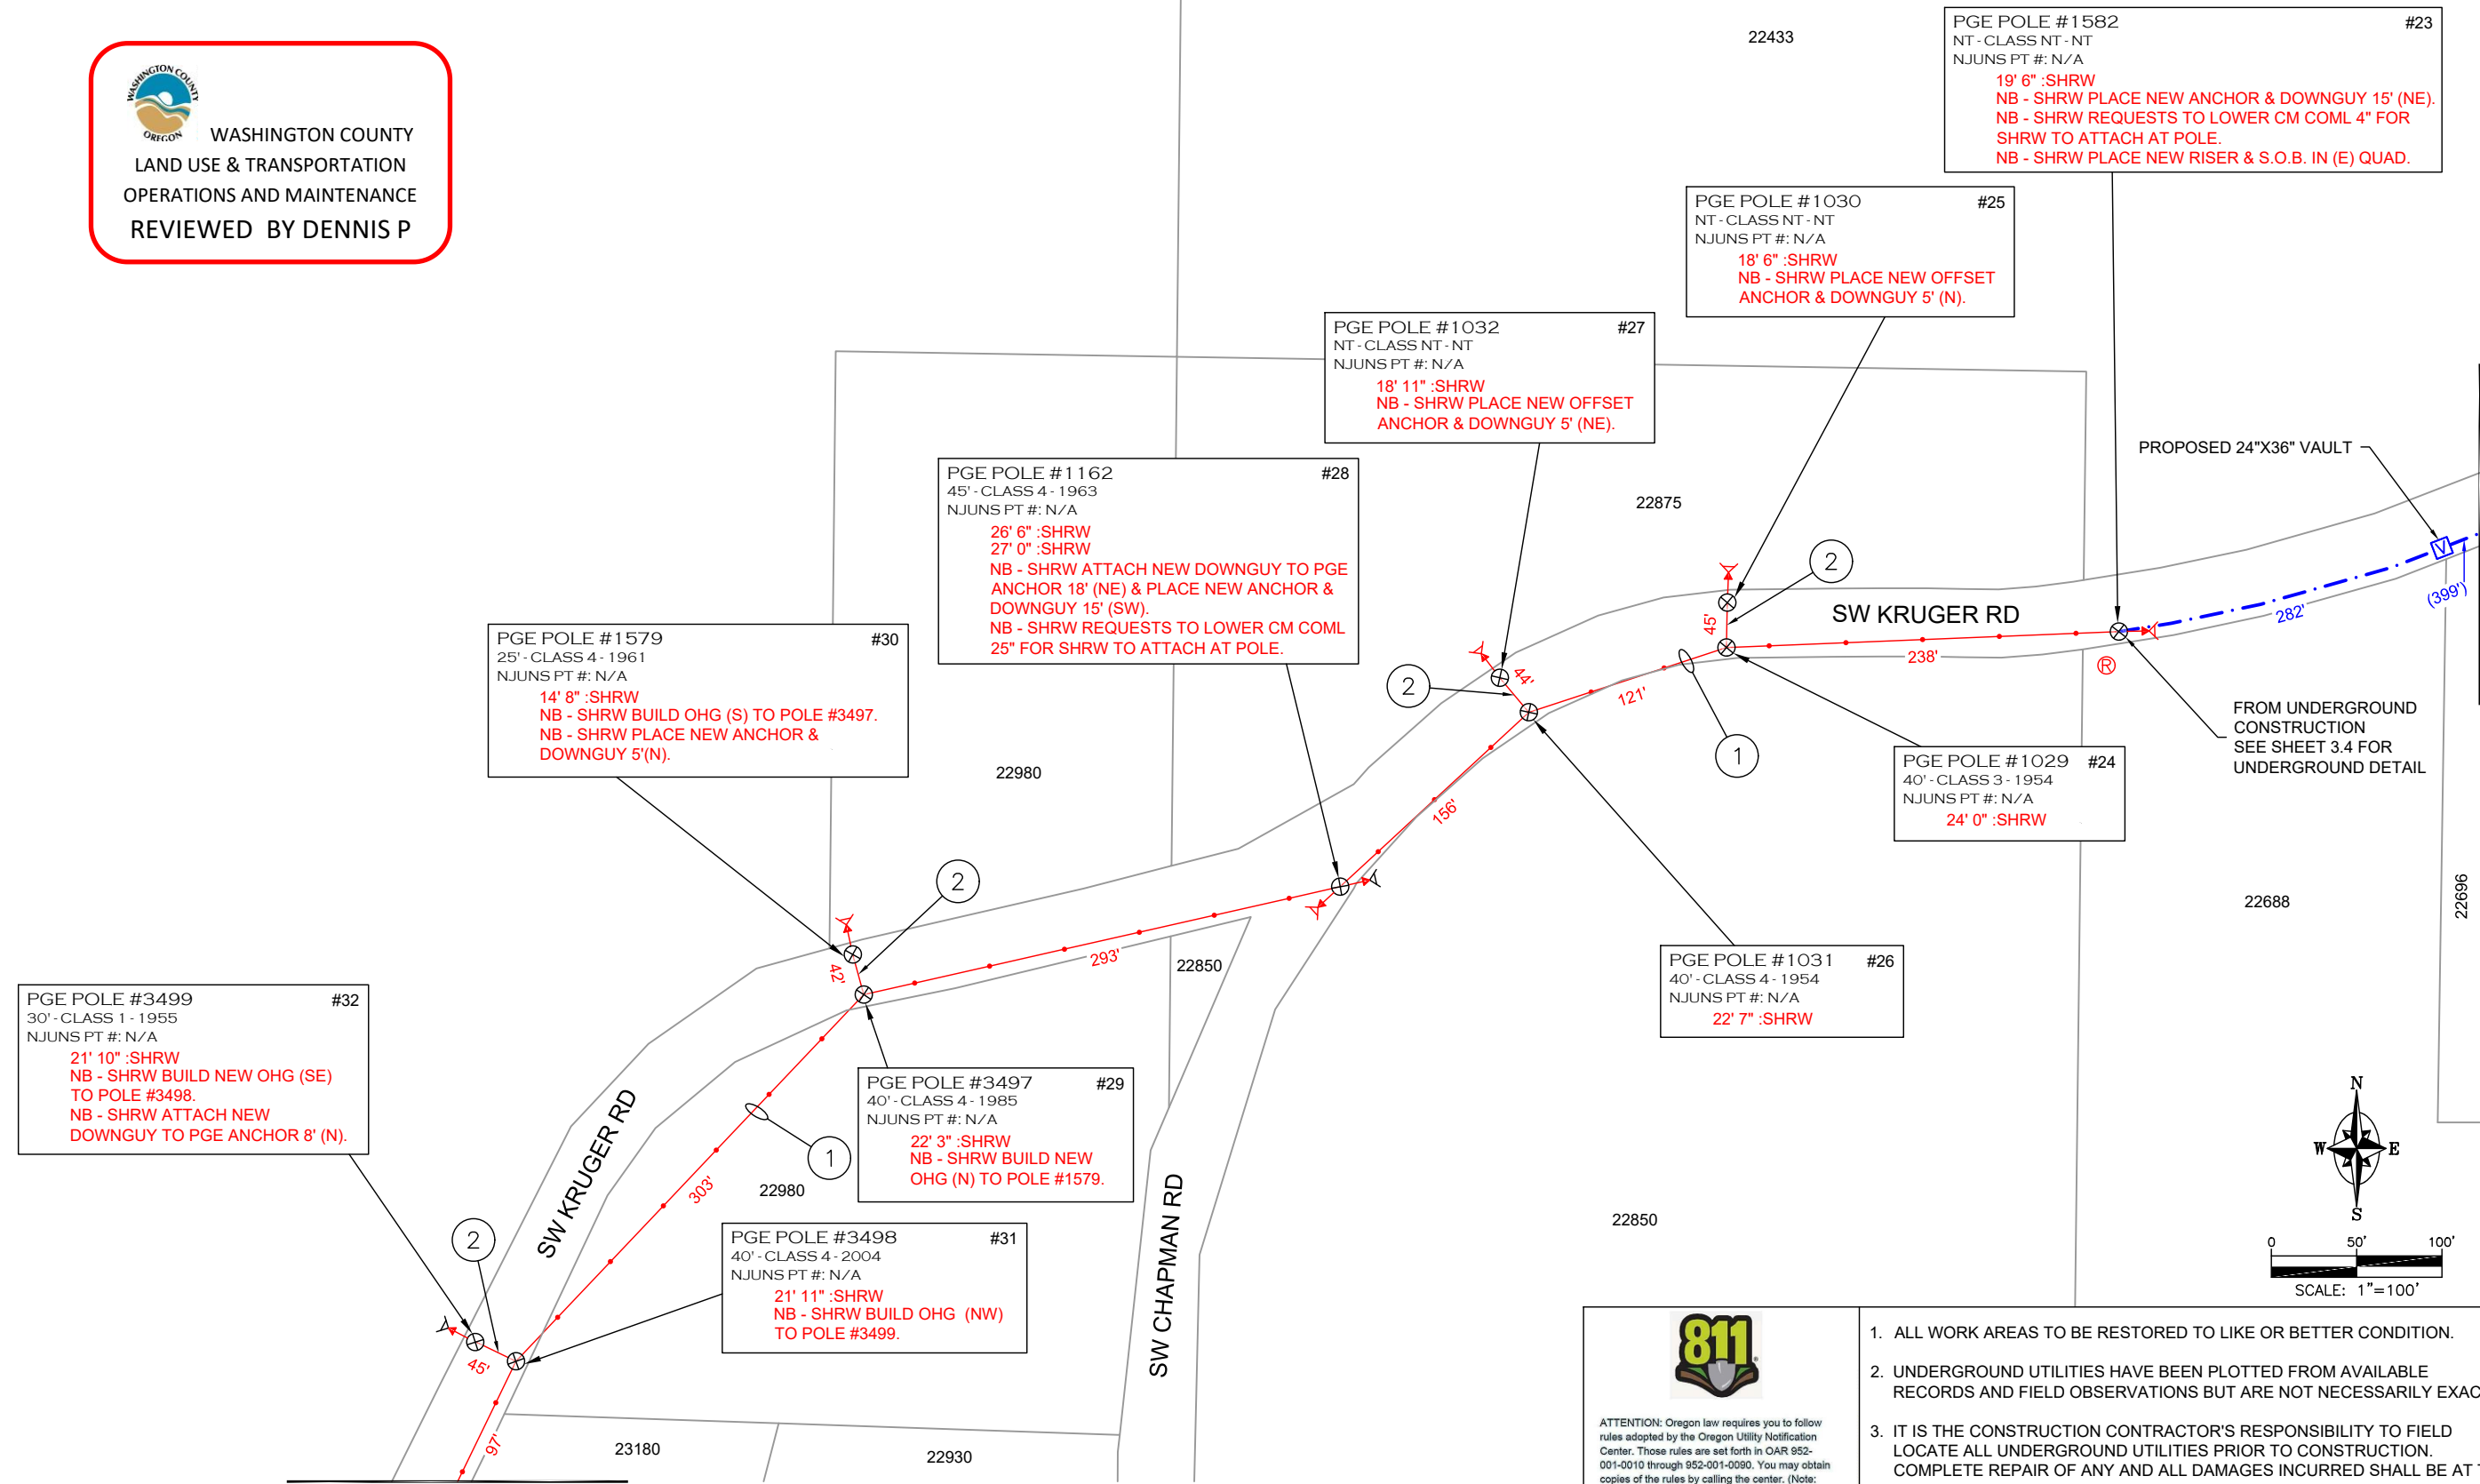 WASHINGTON COUNTY
OREGON
WASHINGTON COUNTY
LAND USE & TRANSPORTATION
OPERATIONS AND MAINTENANCE
REVIEWED BY DENNIS P
22433
PGE POLE #1582 #23
NT - CLASS NT - NT
NJUNS PT #: N/A
19' 6" :SHRW
NB - SHRW PLACE NEW ANCHOR & DOWNGUY 15' (NE).
NB - SHRW REQUESTS TO LOWER CM COML 4" FOR
SHRW TO ATTACH AT POLE.
NB - SHRW PLACE NEW RISER & S.O.B. IN (E) QUAD.
PGE POLE #1030 #25
NT - CLASS NT - NT
NJUNS PT #: N/A
18' 6" :SHRW
NB - SHRW PLACE NEW OFFSET
ANCHOR & DOWNGUY 5' (N).
PGE POLE #1032 #27
NT - CLASS NT - NT
NJUNS PT #: N/A
18' 11" :SHRW
NB - SHRW PLACE NEW OFFSET
ANCHOR & DOWNGUY 5' (NE).
PROPOSED 24"X36" VAULT
PGE POLE #1162 #28
45' - CLASS 4 - 1963
NJUNS PT #: N/A
26' 6" :SHRW
27' 0" :SHRW
NB - SHRW ATTACH NEW DOWNGUY TO PGE
ANCHOR 18' (NE) & PLACE NEW ANCHOR &
DOWNGUY 15' (SW).
NB - SHRW REQUESTS TO LOWER CM COML
25" FOR SHRW TO ATTACH AT POLE.
22875
2
V
(399')
282'
SW KRUGER RD
45'
238'
R
PGE POLE #1579 #30
25' - CLASS 4 - 1961
NJUNS PT #: N/A
14' 8" :SHRW
NB - SHRW BUILD OHG (S) TO POLE #3497.
NB - SHRW PLACE NEW ANCHOR &
DOWNGUY 5'(N).
2
44'
121'
1
FROM UNDERGROUND
CONSTRUCTION
SEE SHEET 3.4 FOR
UNDERGROUND DETAIL
22980
156'
PGE POLE #1029 #24
40' - CLASS 3 - 1954
NJUNS PT #: N/A
24' 0" :SHRW
2
22688
22696
42'
293'
22850
PGE POLE #1031 #26
40' - CLASS 4 - 1954
NJUNS PT #: N/A
22' 7" :SHRW
PGE POLE #3499 #32
30' - CLASS 1 - 1955
NJUNS PT #: N/A
21' 10" :SHRW
NB - SHRW BUILD NEW OHG (SE)
TO POLE #3498.
NB - SHRW ATTACH NEW
DOWNGUY TO PGE ANCHOR 8' (N).
PGE POLE #3497 #29
40' - CLASS 4 - 1985
NJUNS PT #: N/A
22' 3" :SHRW
NB - SHRW BUILD NEW
OHG (N) TO POLE #1579.
1
SW KRUGER RD
303'
22980
SW CHAPMAN RD
22850
N
W E
S
0 50' 100'
SCALE: 1"=100'
2
PGE POLE #3498 #31
40' - CLASS 4 - 2004
NJUNS PT #: N/A
21' 11" :SHRW
NB - SHRW BUILD OHG (NW)
TO POLE #3499.
45'
97'
23180
22930
811
ATTENTION: Oregon law requires you to follow
rules adopted by the Oregon Utility Notification
Center. Those rules are set forth in OAR 952-
001-0010 through 952-001-0090. You may obtain
copies of the rules by calling the center. (Note:
1. ALL WORK AREAS TO BE RESTORED TO LIKE OR BETTER CONDITION.
2. UNDERGROUND UTILITIES HAVE BEEN PLOTTED FROM AVAILABLE
RECORDS AND FIELD OBSERVATIONS BUT ARE NOT NECESSARILY EXAC
3. IT IS THE CONSTRUCTION CONTRACTOR'S RESPONSIBILITY TO FIELD
LOCATE ALL UNDERGROUND UTILITIES PRIOR TO CONSTRUCTION.
COMPLETE REPAIR OF ANY AND ALL DAMAGES INCURRED SHALL BE AT